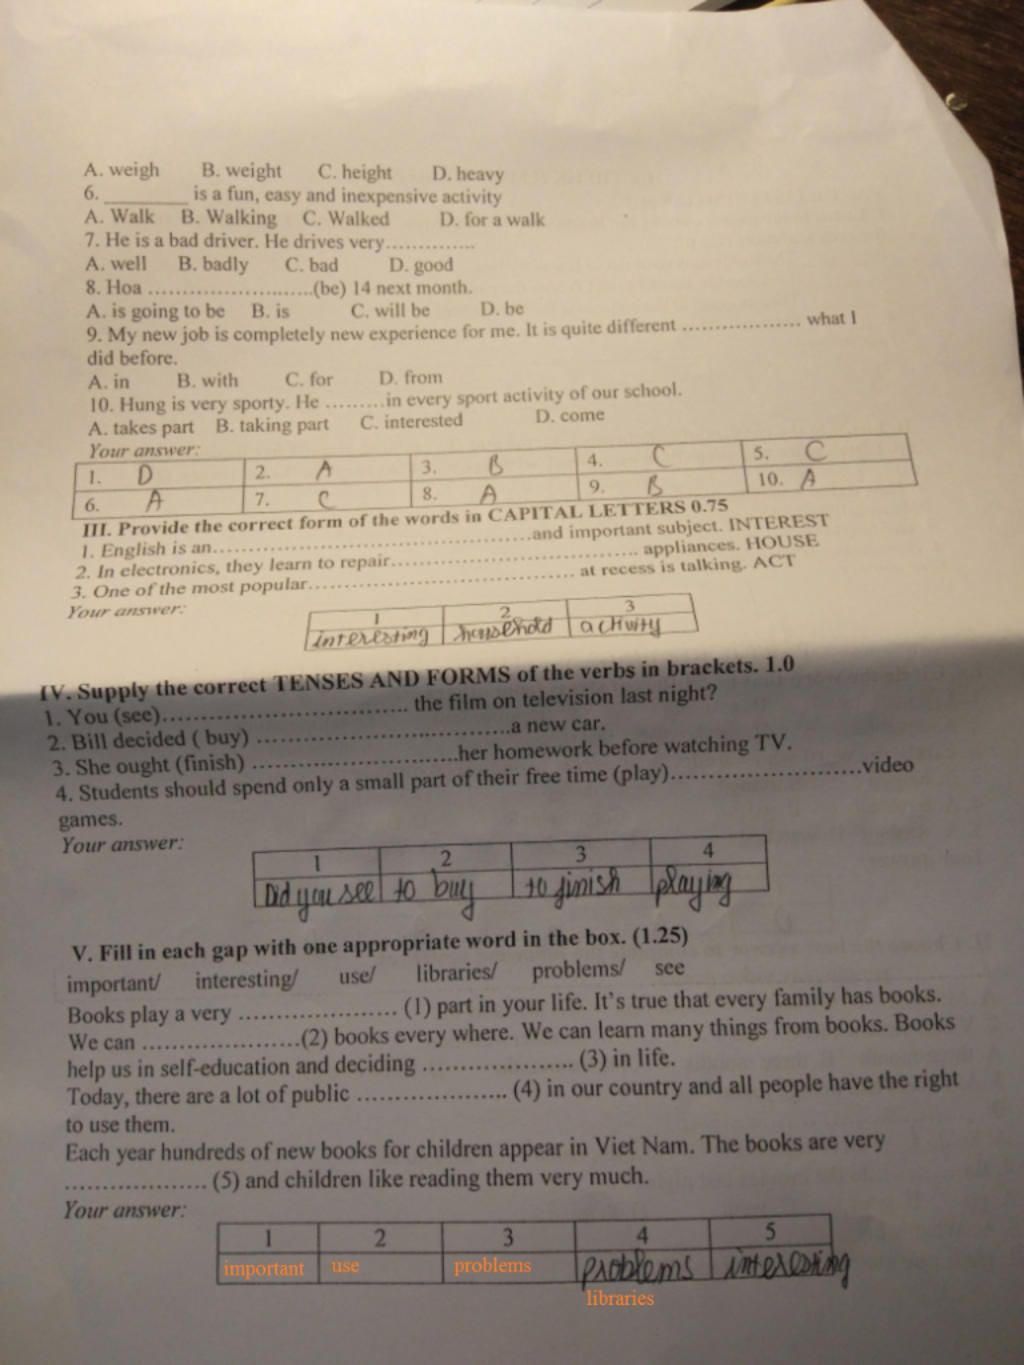 A. weigh B. weight C. height D. heavy
6. ________ is a fun, easy and inexpensive activity
A. Walk B. Walking C. Walked D. for a walk
7. He is a bad driver. He drives very..............
A. well B. badly C. bad D. good
8. Hoa ..........................(be) 14 next month.
A. is going to be B. is C. will be D. be
9. My new job is completely new experience for me. It is quite different .................. what I
did before.
A. in B. with C. for D. from
10. Hung is very sporty. He .........in every sport activity of our school.
A. takes part B. taking part C. interested D. come
Your answer:
1. D 2. A 3. B 4. C 5. C
6. A 7. C 8. A 9. B 10. A
III. Provide the correct form of the words in CAPITAL LETTERS 0.75
1. English is an..................................................and important subject. INTEREST
2. In electronics, they learn to repair....................................... appliances. HOUSE
3. One of the most popular.......................................... at recess is talking. ACT
Your answer:
1 2 3
interesting household activity
IV. Supply the correct TENSES AND FORMS of the verbs in brackets. 1.0
1. You (see)....................................... the film on television last night?
2. Bill decided ( buy) ........................................a new car.
3. She ought (finish) .................................her homework before watching TV.
4. Students should spend only a small part of their free time (play)..............................video
games.
Your answer:
1 2 3 4
Did you see to buy to finish playing
V. Fill in each gap with one appropriate word in the box. (1.25)
important/ interesting/ use/ libraries/ problems/ see
Books play a very ........................ (1) part in your life. It's true that every family has books.
We can .......................(2) books every where. We can learn many things from books. Books
help us in self-education and deciding ...................... (3) in life.
Today, there are a lot of public ....................... (4) in our country and all people have the right
to use them.
Each year hundreds of new books for children appear in Viet Nam. The books are very
..................... (5) and children like reading them very much.
Your answer:
1 2 3 4 5
important use problems problems interesting
libraries